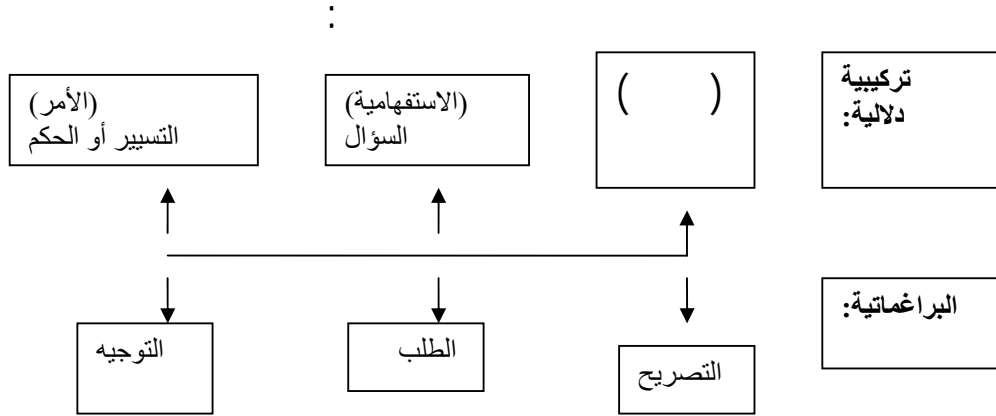 :
تركيبية
دلالية:
( )
(الاستفهامية)
السؤال
(الأمر)
التسيير أو الحكم
البراغماتية:
التصريح
الطلب
التوجيه